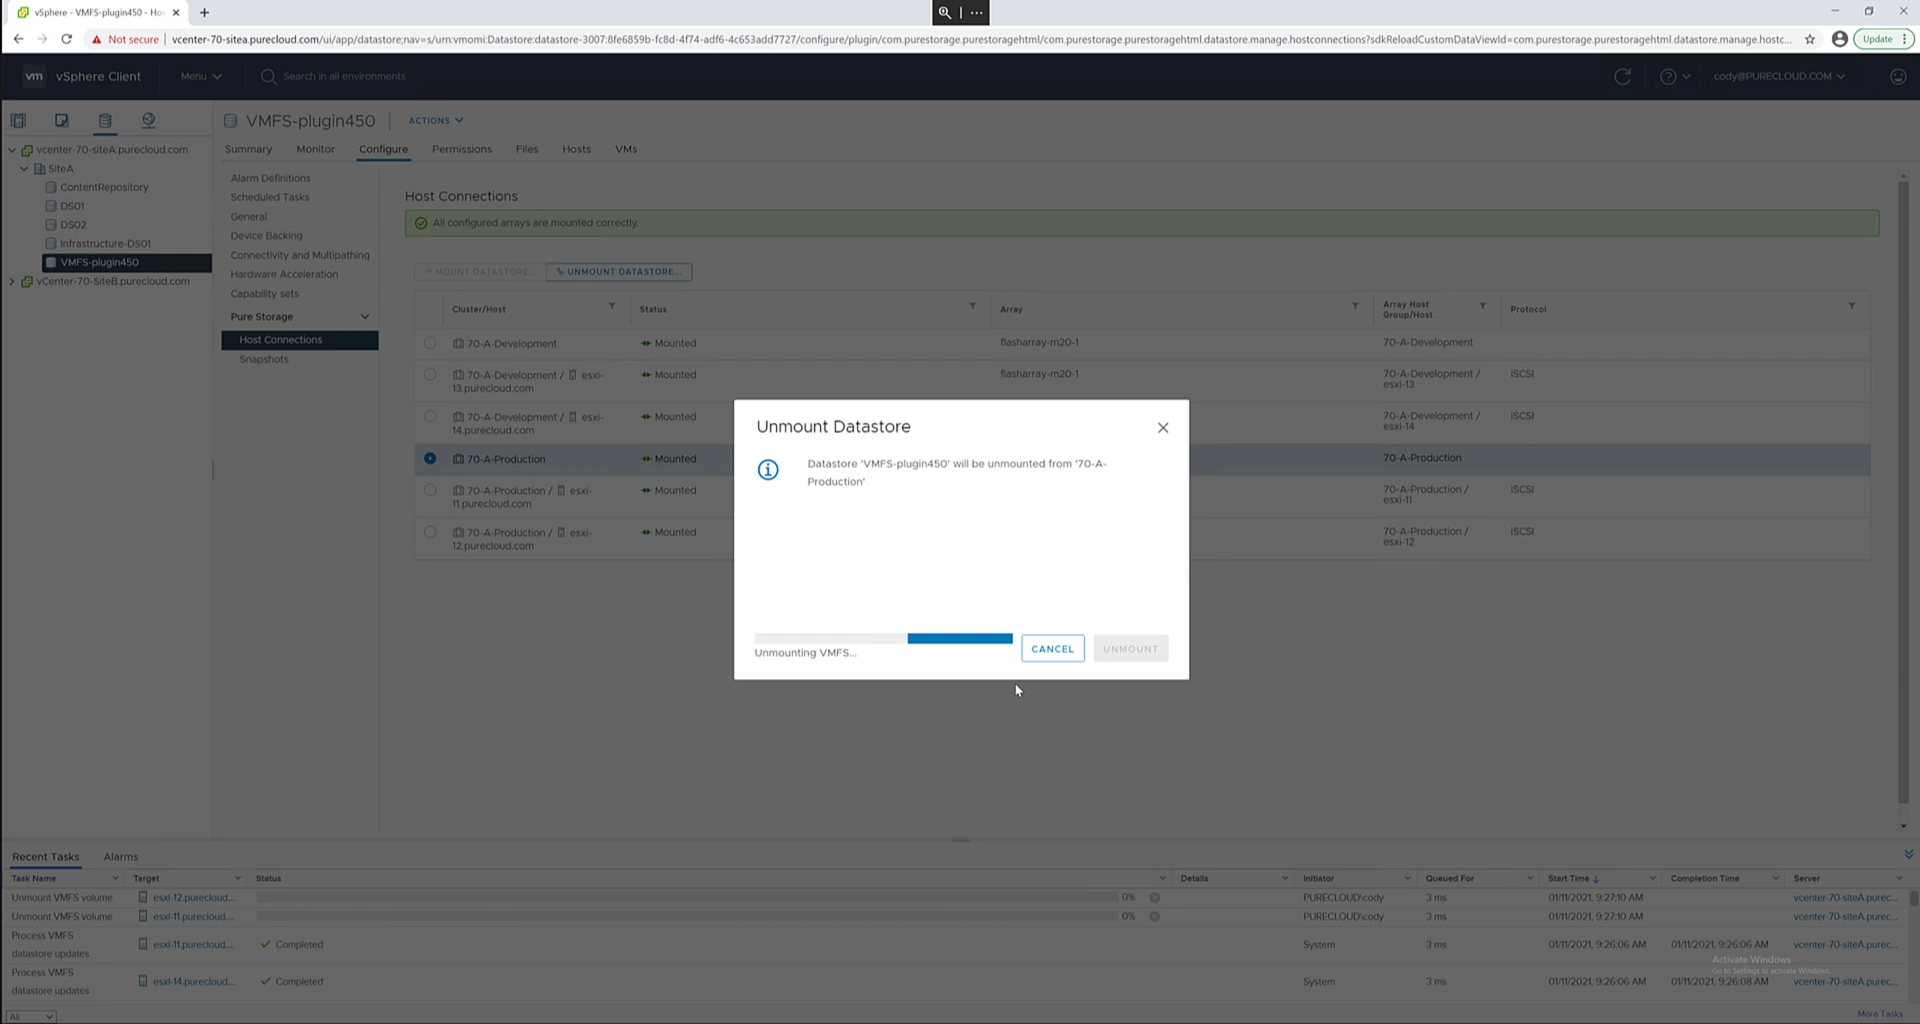 vSphere - VMFS-plugin450 - Ho
Not secure
vcenter-70-sitea.purecloud.com/ui/app/datastore;nav=s/urn:vmomi:Datastore:datastore-3007:8fe6859b-fc8d-4f74-adf6-4c653add7727/configure/plugin/com.purestorage.purestoragehtml/com.purestorage.purestoragehtml.datastore.manage.hostconnections?sdkReloadCustomDataViewId=com.purestorage.purestoragehtml.datastore.manage.hostc...
Update
vm vSphere Client Menu Search in all environments cody@PURECLOUD.COM
VMFS-plugin450 ACTIONS
Summary Monitor Configure Permissions Files Hosts VMs
vcenter-70-siteA.purecloud.com
SiteA
ContentRepository
DS01
DS02
Infrastructure-DS01
VMFS-plugin450
vCenter-70-SiteB.purecloud.com
Alarm Definitions
Scheduled Tasks
General
Device Backing
Connectivity and Multipathing
Hardware Acceleration
Capability sets
Pure Storage
Host Connections
Snapshots
Host Connections
All configured arrays are mounted correctly.
MOUNT DATASTORE... UNMOUNT DATASTORE...
Cluster/Host Status Array Array Host Group/Host Protocol
70-A-Development Mounted flasharray-m20-1 70-A-Development
70-A-Development / esxi- Mounted flasharray-m20-1 70-A-Development / iSCSI
13.purecloud.com esxi-13
70-A-Development / esxi- Mounted 70-A-Development / iSCSI
14.purecloud.com esxi-14
70-A-Production Mounted 70-A-Production
70-A-Production / esxi- Mounted 70-A-Production / iSCSI
11.purecloud.com esxi-11
70-A-Production / esxi- Mounted 70-A-Production / iSCSI
12.purecloud.com esxi-12
Unmount Datastore
Datastore 'VMFS-plugin450' will be unmounted from '70-A-
Production'
Unmounting VMFS...
CANCEL UNMOUNT
Recent Tasks Alarms
Task Name Target Status Details Initiator Queued For Start Time Completion Time Server
Unmount VMFS volume esxi-12.purecloud.... 0% PURECLOUD\cody 3 ms 01/11/2021, 9:27:10 AM vcenter-70-siteA.purec...
Unmount VMFS volume esxi-11.purecloud.... 0% PURECLOUD\cody 3 ms 01/11/2021, 9:27:10 AM vcenter-70-siteA.purec...
Process VMFS
datastore updates esxi-11.purecloud.... Completed System 3 ms 01/11/2021, 9:26:06 AM 01/11/2021, 9:26:06 AM vcenter-70-siteA.purec...
Process VMFS
datastore updates esxi-14.purecloud.... Completed System 3 ms 01/11/2021, 9:26:06 AM 01/11/2021, 9:26:08 AM vcenter-70-siteA.purec...
Activate Windows
Go to Settings to activate Windows.
All More Tasks